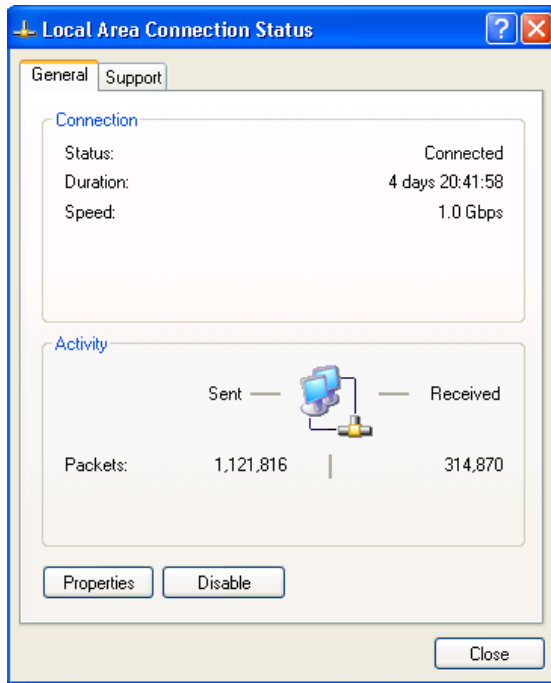 Local Area Connection Status
General Support
Connection
Status: Connected
Duration: 4 days 20:41:58
Speed: 1.0 Gbps
Activity
Sent Received
Packets: 1,121,816 314,870
Properties Disable
Close